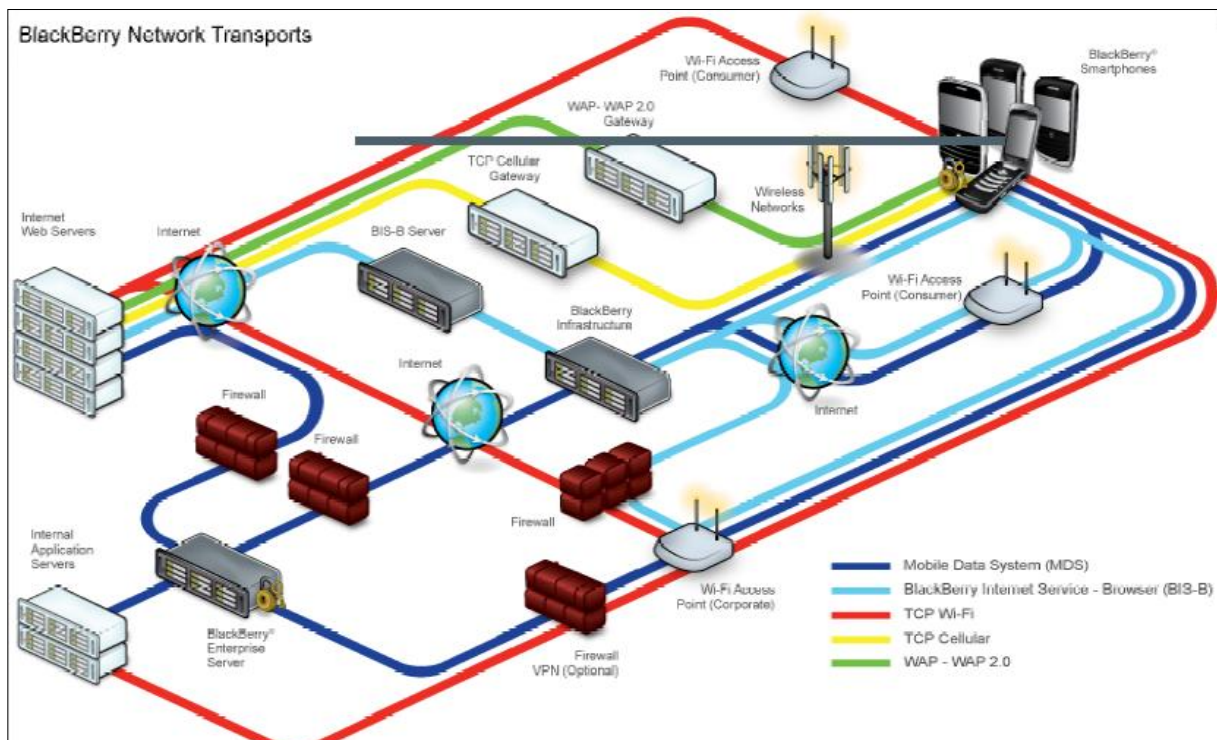 BlackBerry Network Transports
Wi-Fi Access
Point (Consumer)
BlackBerry®
Smartphones
WAP- WAP 2.0
Gateway
TCP Cellular
Gateway
Wireless
Networks
Internet
Web Servers
Internet
BIS-B Server
Wi-Fi Access
Point (Consumer)
BlackBerry
Infrastructure
Internet
Internet
Firewall
Firewall
Firewall
Internal
Application
Servers
Wi-Fi Access
Point (Corporate)
BlackBerry®
Enterprise
Server
Firewall
VPN (Optional)
Mobile Data System (MDS)
BlackBerry Internet Service - Browser (BIS-B)
TCP Wi-Fi
TCP Cellular
WAP - WAP 2.0